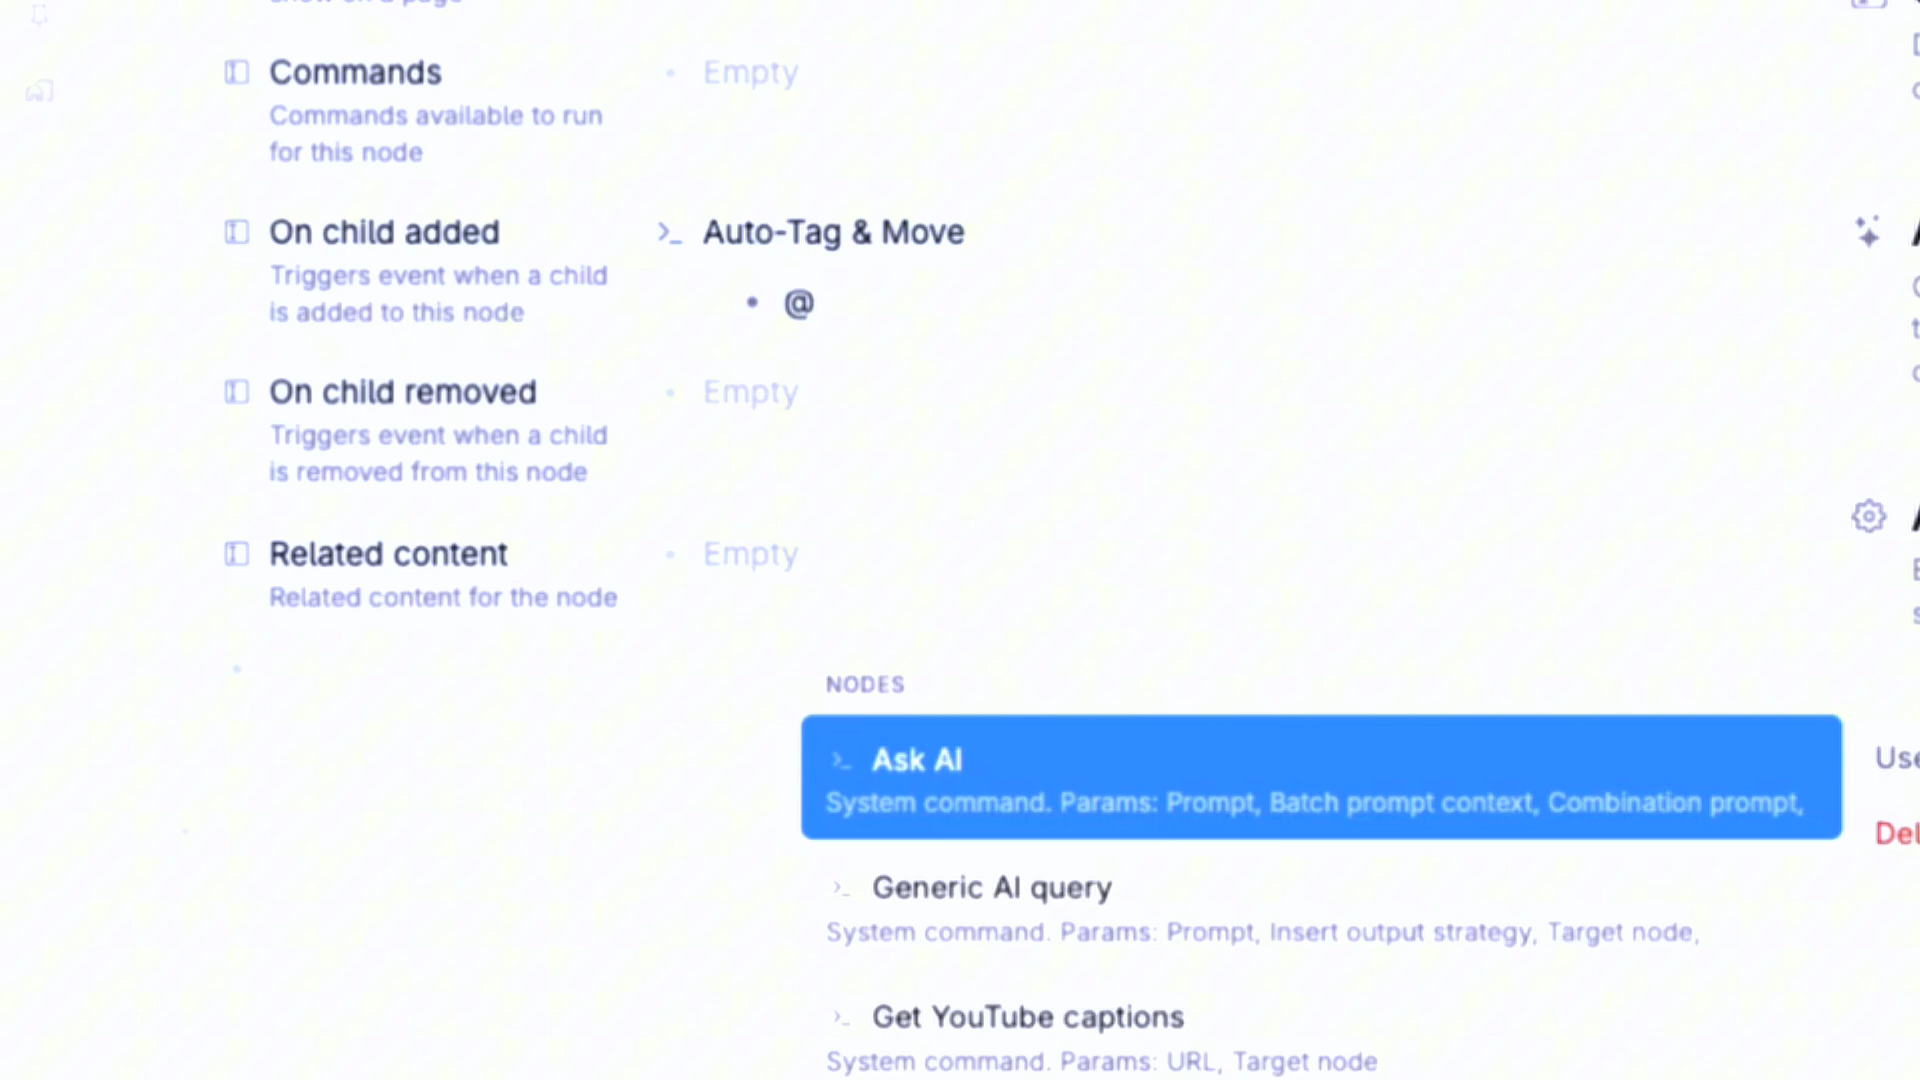 Commands
Empty
Commands available to run
for this node
On child added
>_ Auto-Tag & Move
Triggers event when a child
is added to this node
• @
On child removed
Empty
Triggers event when a child
is removed from this node
Related content
Empty
Related content for the node
NODES
Ask AI
System command. Params: Prompt, Batch prompt context, Combination prompt,
Generic AI query
System command. Params: Prompt, Insert output strategy, Target node,
Get YouTube captions
System command. Params: URL, Target node